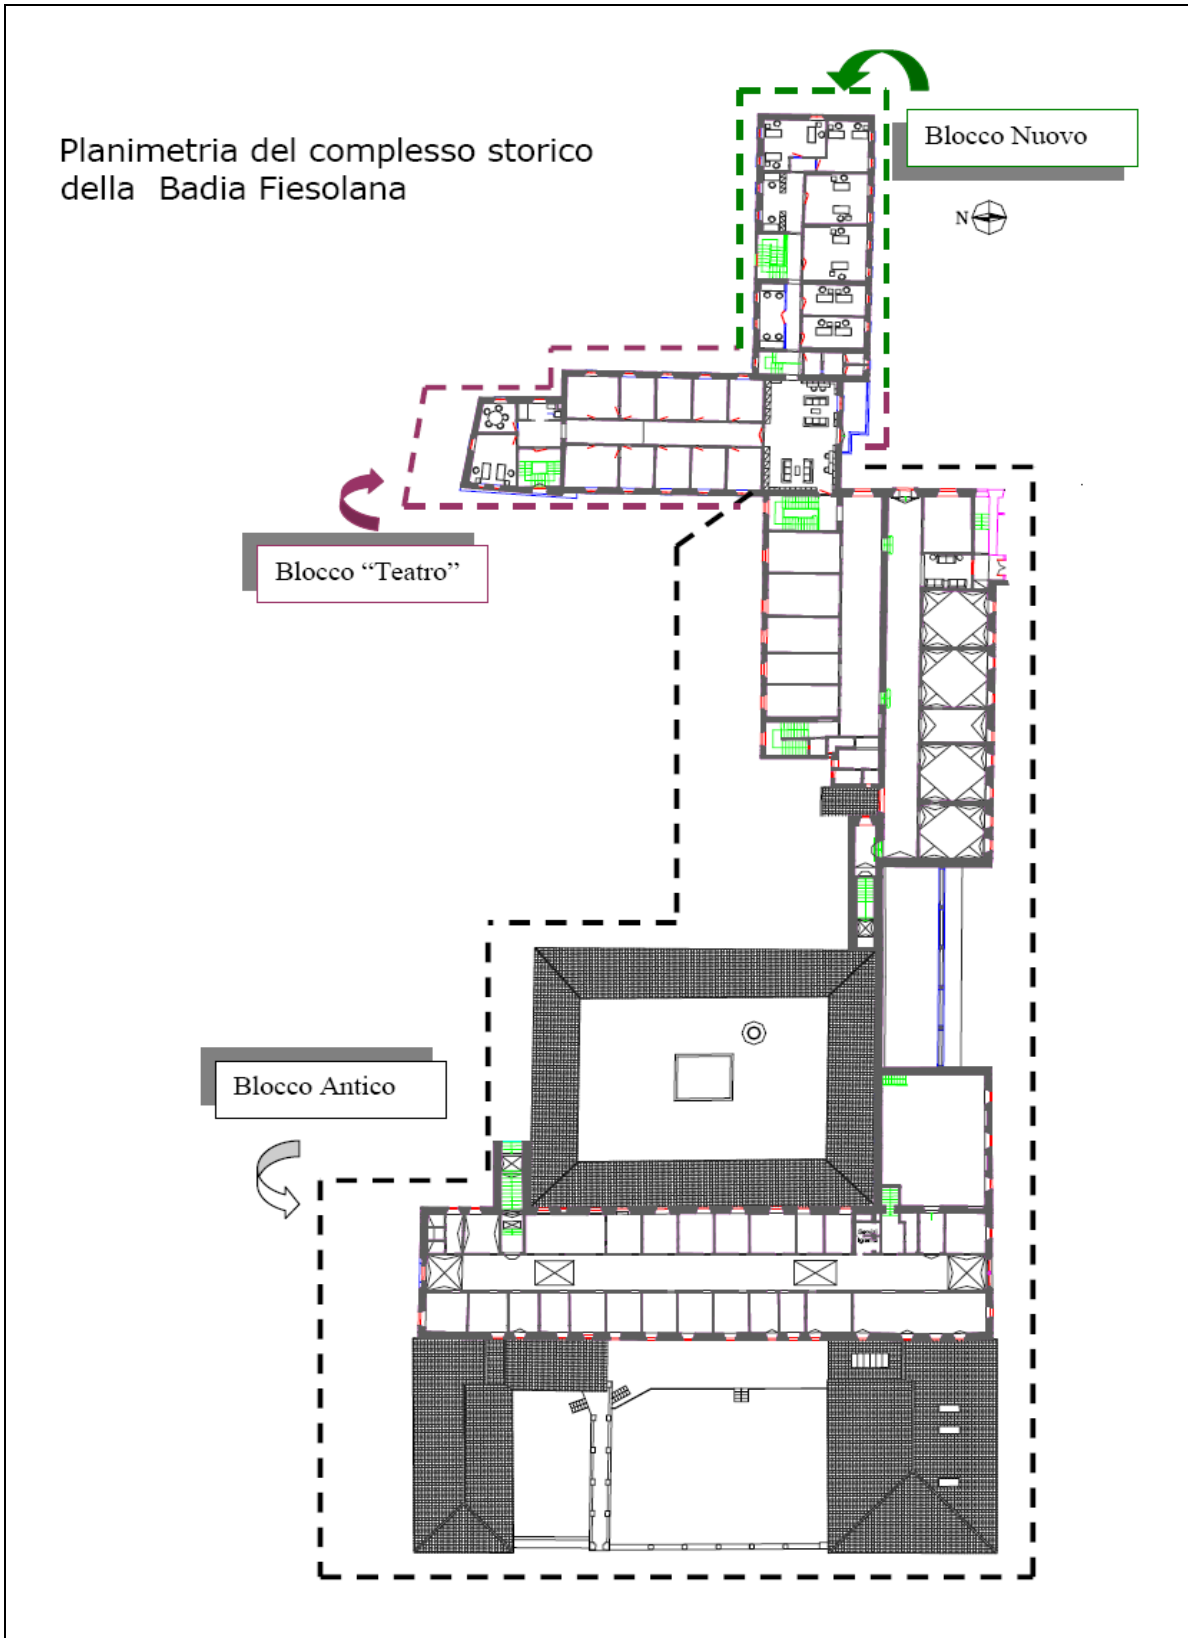 Planimetria del complesso storico
della Badia Fiesolana
Blocco Nuovo
N
Blocco “Teatro”
Blocco Antico